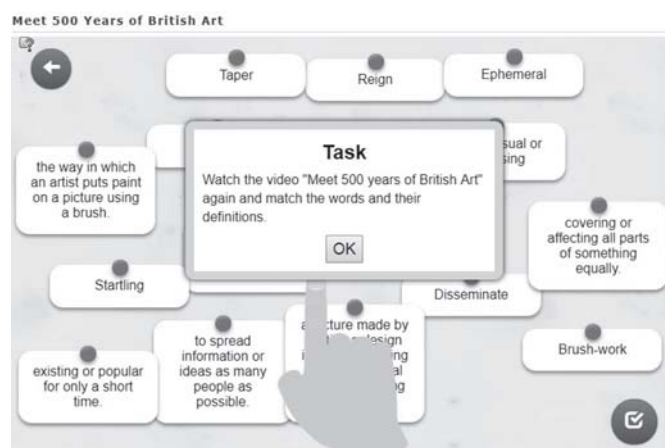 Meet 500 Years of British Art
Taper
Reign
Ephemeral
the way in which
an artist puts paint
on a picture using
a brush.
Task
Watch the video "Meet 500 years of British Art"
again and match the words and their
definitions.
OK
or
covering or
affecting all parts
of something
equally.
Startling
Disseminate
to spread
information or
ideas as many
people as
possible.
made by
existing or popular
for only a short
time.
Brush-work